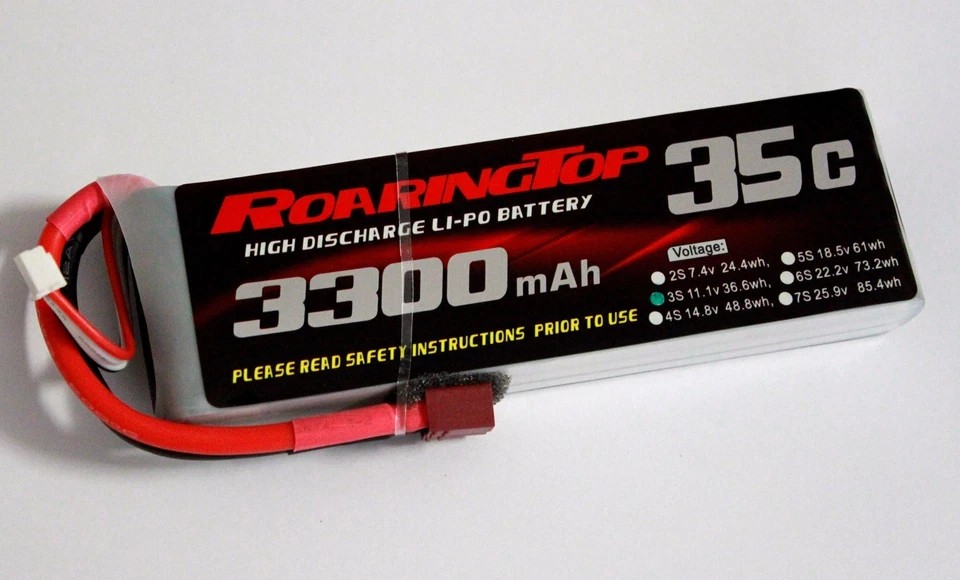 ROARINGTOP
35C
HIGH DISCHARGE LI-PO BATTERY
3300 mAh
Voltage:
2S 7.4v 24.4wh,
3S 11.1v 36.6wh,
4S 14.8v 48.8wh,
5S 18.5v 61wh
6S 22.2v 73.2wh
7S 25.9v 85.4wh
PLEASE READ SAFETY INSTRUCTIONS PRIOR TO USE